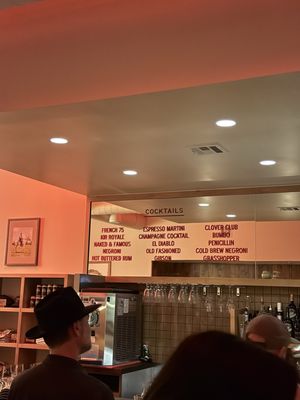 COCKTAILS
FRENCH 75
KIR ROYALE
NAKED & FAMOUS
NEGRONI
HOT BUTTERED RUM
ESPRESSO MARTINI
CHAMPAGNE COCKTAIL
EL DIABLO
OLD FASHIONED
GIBSON
CLOVER CLUB
BUMBO
PENICILLIN
COLD BREW NEGRONI
GRASSHOPPER